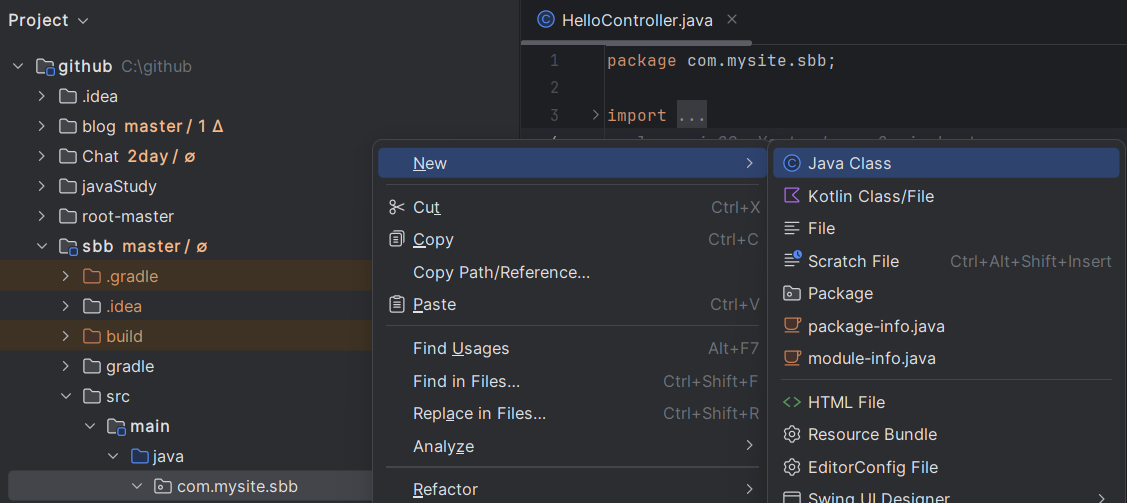 Project
HelloController.java
github C:\github
.idea
blog master / 1 Δ
Chat 2day / ø
javaStudy
root-master
sbb master / ø
.gradle
.idea
build
gradle
src
main
java
com.mysite.sbb
1 package com.mysite.sbb;
2
3 import ...
4
New
Cut Ctrl+X
Copy Ctrl+C
Copy Path/Reference...
Paste Ctrl+V
Find Usages Alt+F7
Find in Files... Ctrl+Shift+F
Replace in Files... Ctrl+Shift+R
Analyze
Refactor
Java Class
Kotlin Class/File
File
Scratch File Ctrl+Alt+Shift+Insert
Package
package-info.java
module-info.java
HTML File
Resource Bundle
EditorConfig File
Swing UI Designer